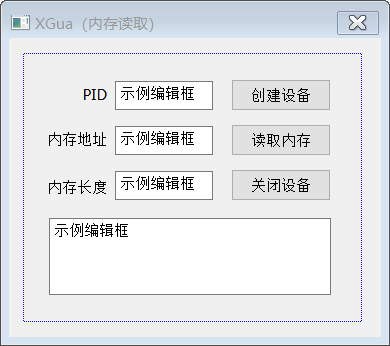 XGua（内存读取）
PID 示例编辑框 创建设备
内存地址 示例编辑框 读取内存
内存长度 示例编辑框 关闭设备
示例编辑框